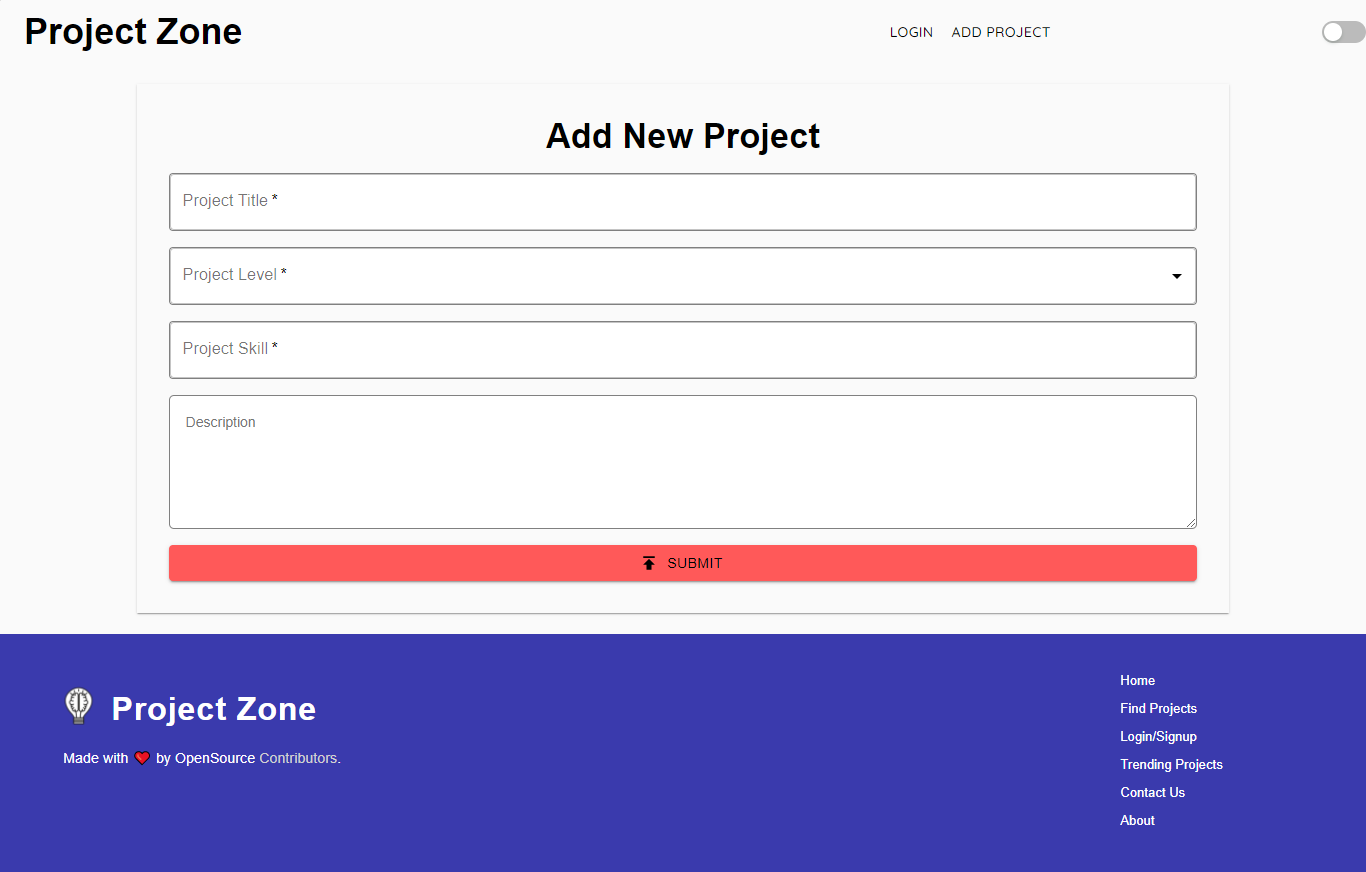 Project Zone
LOGIN ADD PROJECT
Add New Project
Project Title *
Project Level *
Project Skill *
Description
SUBMIT
Project Zone
Made with ❤ by OpenSource Contributors.
Home
Find Projects
Login/Signup
Trending Projects
Contact Us
About